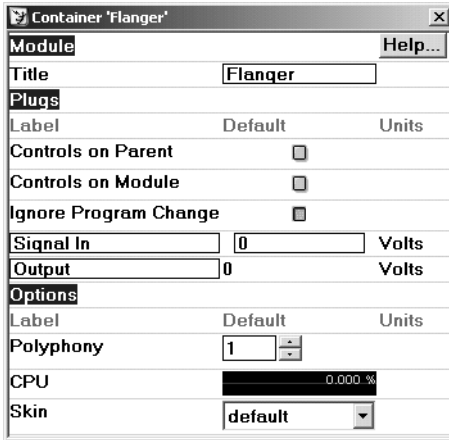 Container 'Flanger'
Module Help...
Title Flanger
Plugs
Label Default Units
Controls on Parent
Controls on Module
Ignore Program Change
Signal In 0 Volts
Output 0 Volts
Options
Label Default Units
Polyphony 1
CPU 0.000 %
Skin default